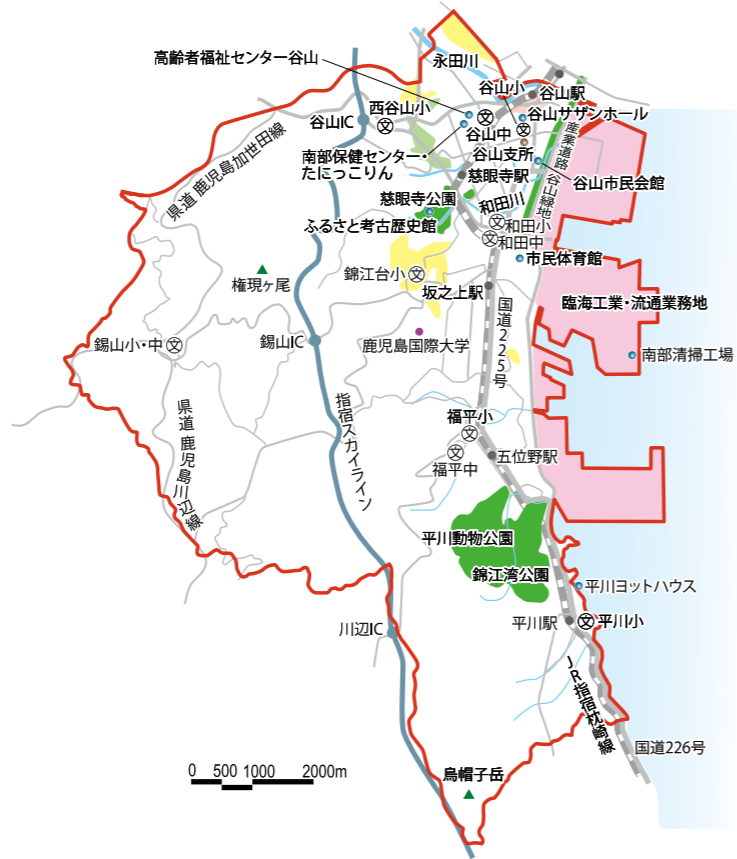 永田川
高齢者福祉センター谷山
谷山小
谷山駅
西谷山小
谷山IC
谷山サザンホール
谷山中
南部保健センター・
たにっこりん
谷山支所
産業道路
谷山緑地
県道 鹿児島加世田線
慈眼寺駅
谷山市民会館
慈眼寺公園
和田川
ふるさと考古歴史館
和田小
和田中
市民体育館
錦江台小
権現ヶ尾
坂之上駅
臨海工業・流通業務地
国道225号
錫山小・中
錫山IC
鹿児島国際大学
南部清掃工場
指宿スカイライン
県道 鹿児島川辺線
福平小
福平中
五位野駅
平川動物公園
錦江湾公園
平川ヨットハウス
川辺IC
平川駅
平川小
JR指宿枕崎線
国道226号
0 500 1000 2000m
烏帽子岳
文
文
文
文
文
文
文
文
文
文